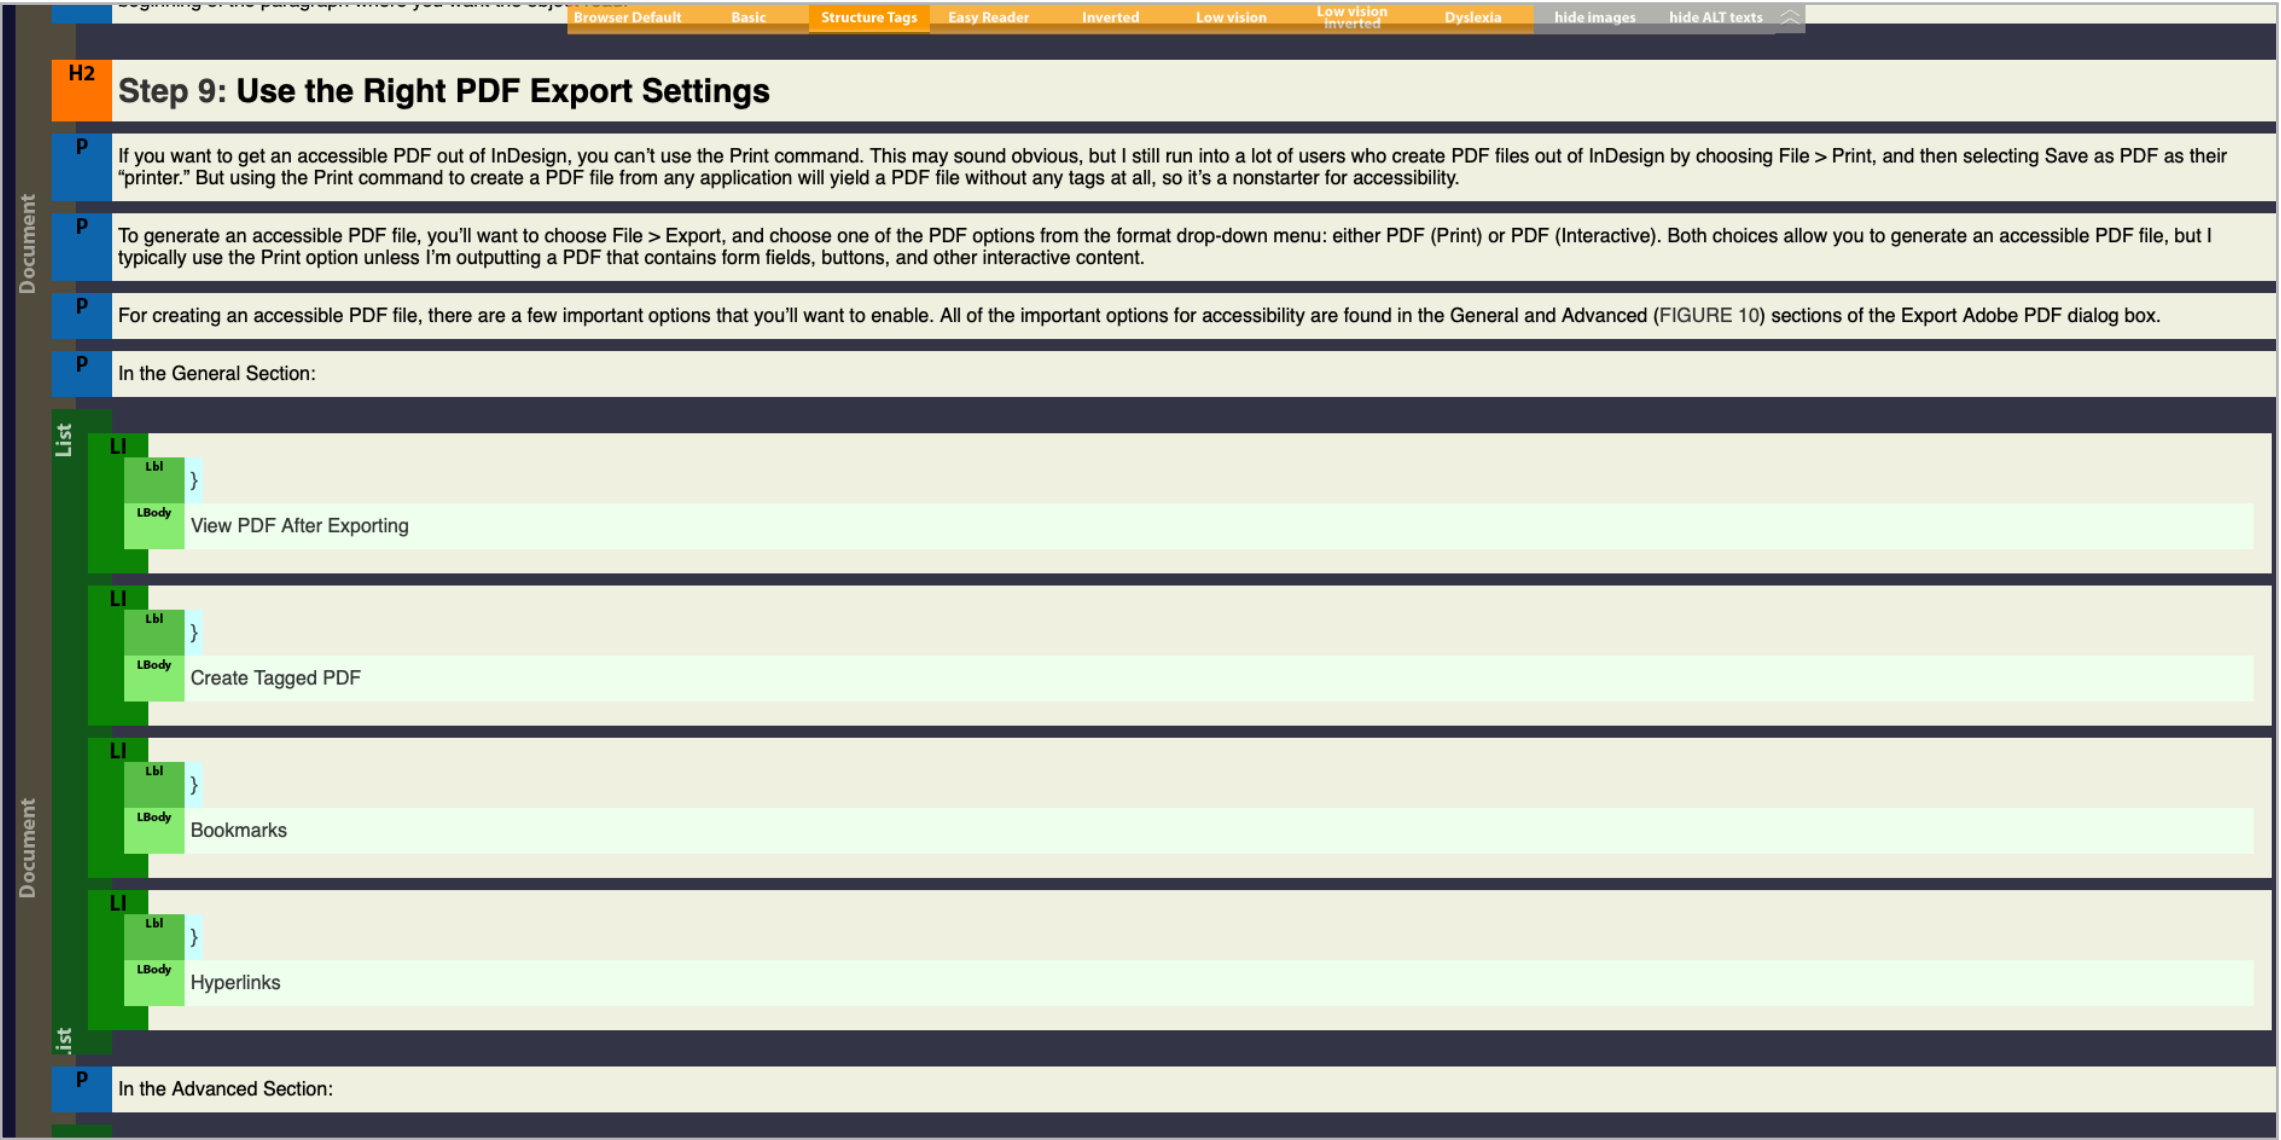 beginning of the paragraph where you want the object read.
Browser Default Basic Structure Tags Easy Reader Inverted Low vision Low vision inverted Dyslexia hide images hide ALT texts
H2
Step 9: Use the Right PDF Export Settings
P
If you want to get an accessible PDF out of InDesign, you can’t use the Print command. This may sound obvious, but I still run into a lot of users who create PDF files out of InDesign by choosing File > Print, and then selecting Save as PDF as their
“printer.” But using the Print command to create a PDF file from any application will yield a PDF file without any tags at all, so it’s a nonstarter for accessibility.
Document
P
To generate an accessible PDF file, you’ll want to choose File > Export, and choose one of the PDF options from the format drop-down menu: either PDF (Print) or PDF (Interactive). Both choices allow you to generate an accessible PDF file, but I
typically use the Print option unless I’m outputting a PDF that contains form fields, buttons, and other interactive content.
P
For creating an accessible PDF file, there are a few important options that you’ll want to enable. All of the important options for accessibility are found in the General and Advanced (FIGURE 10) sections of the Export Adobe PDF dialog box.
P
In the General Section:
List
LI
Lbl
}
LBody
View PDF After Exporting
LI
Lbl
}
LBody
Create Tagged PDF
LI
Lbl
}
LBody
Bookmarks
Document
LI
Lbl
}
LBody
Hyperlinks
List
P
In the Advanced Section: